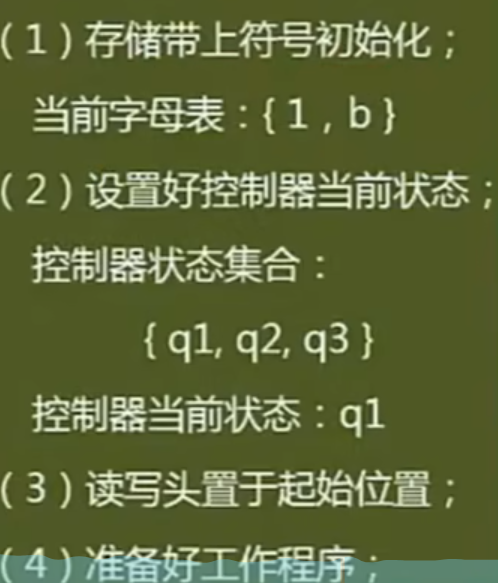 (1)存储带上符号初始化；
当前字母表：{1,b}
(2)设置好控制器当前状态；
控制器状态集合：
{q1, q2, q3}
控制器当前状态：q1
(3)读写头置于起始位置；
(4)准备好工作程序；